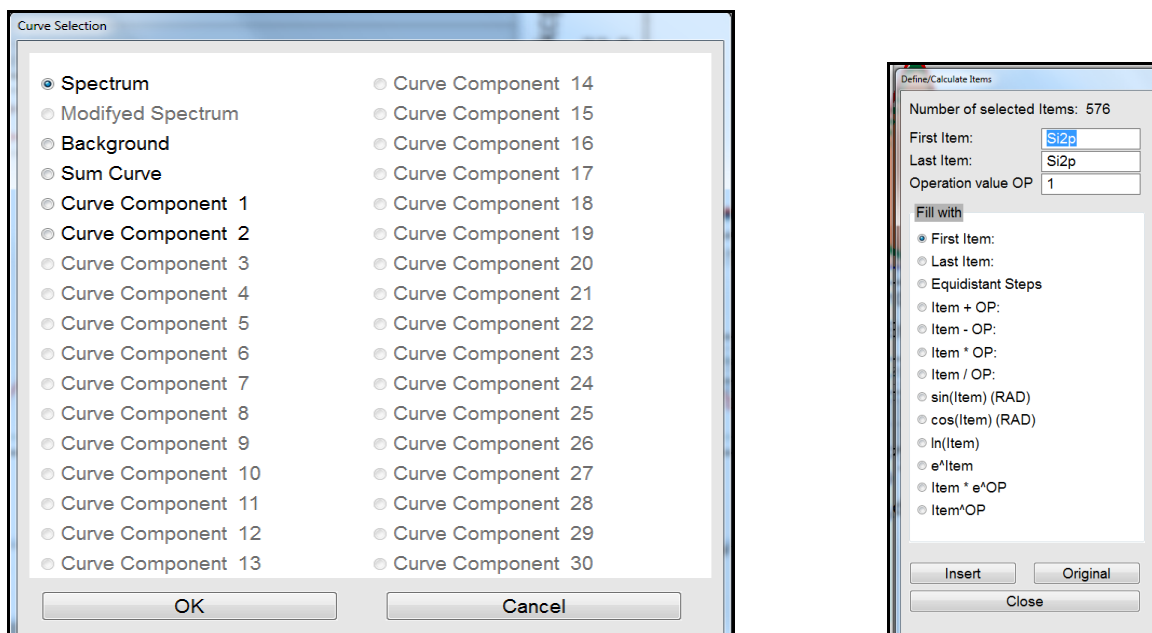 Curve Selection
Spectrum
Modifyed Spectrum
Background
Sum Curve
Curve Component 1
Curve Component 2
Curve Component 3
Curve Component 4
Curve Component 5
Curve Component 6
Curve Component 7
Curve Component 8
Curve Component 9
Curve Component 10
Curve Component 11
Curve Component 12
Curve Component 13
Curve Component 14
Curve Component 15
Curve Component 16
Curve Component 17
Curve Component 18
Curve Component 19
Curve Component 20
Curve Component 21
Curve Component 22
Curve Component 23
Curve Component 24
Curve Component 25
Curve Component 26
Curve Component 27
Curve Component 28
Curve Component 29
Curve Component 30
OK Cancel
Define/Calculate Items
Number of selected Items: 576
First Item: Si2p
Last Item: Si2p
Operation value OP 1
Fill with
First Item:
Last Item:
Equidistant Steps
Item + OP:
Item - OP:
Item * OP:
Item / OP:
sin(Item) (RAD)
cos(Item) (RAD)
ln(Item)
e^Item
Item * e^OP
Item^OP
Insert Original
Close